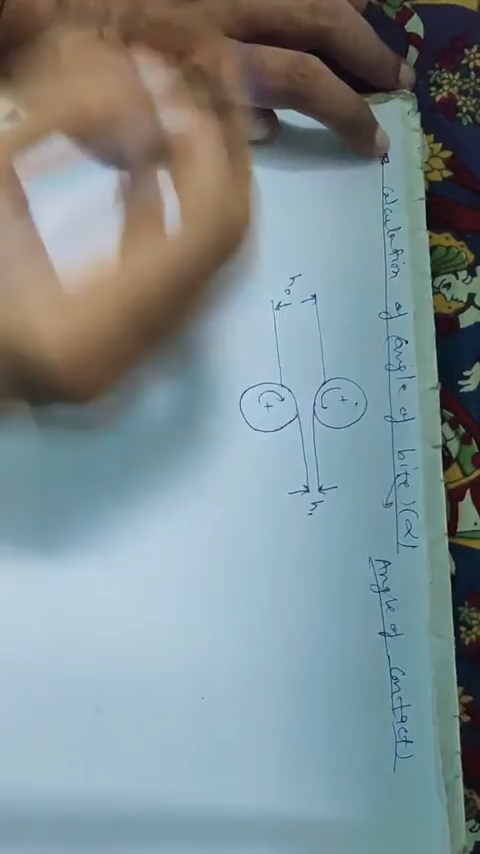 * Calculation of (angle of bite) (α)
Angle of contact)
h₀
h₁